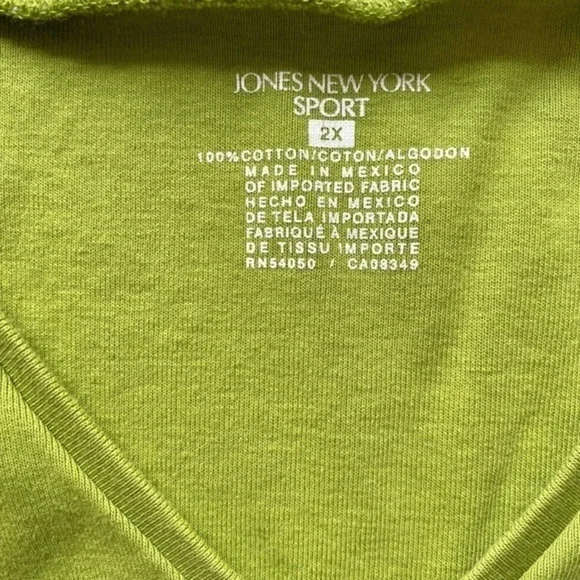 JONES NEW YORK
SPORT
2X
100% COTTON/COTON/ALGODON
MADE IN MEXICO
OF IMPORTED FABRIC
HECHO EN MEXICO
DE TELA IMPORTADA
FABRIQUÉ À MEXIQUE
DE TISSU IMPORTE
RN54050 / CA08349